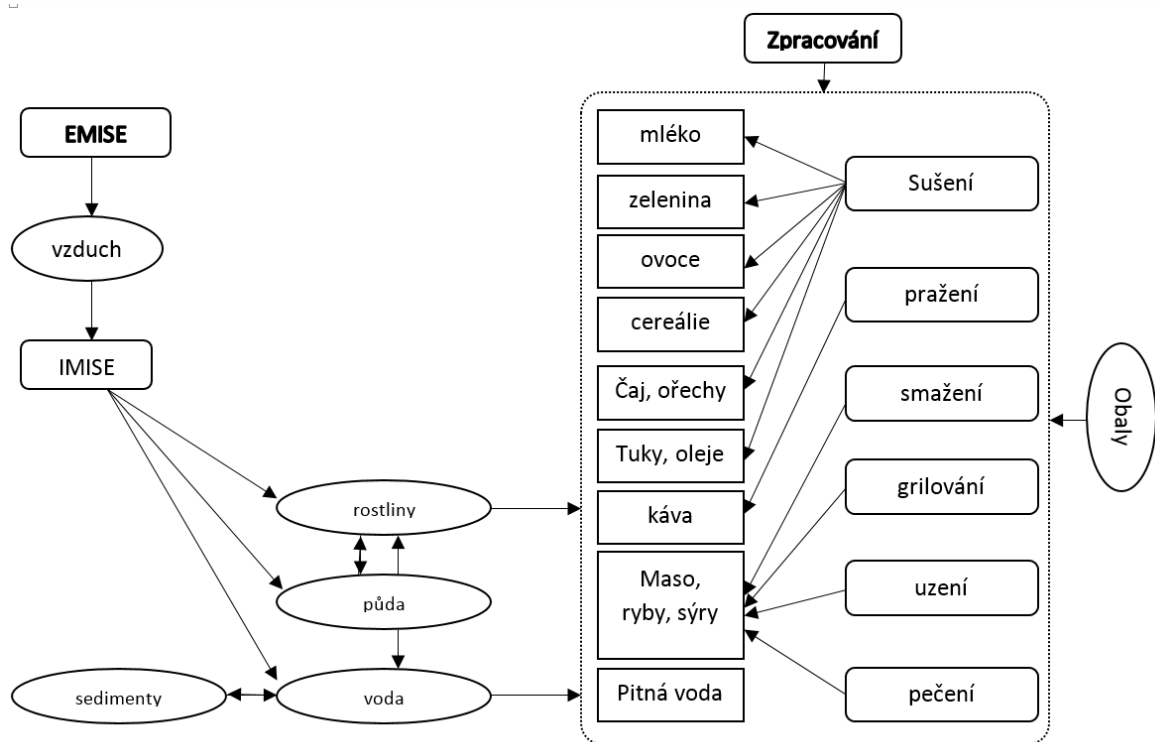 Zpracování
EMISE
vzduch
IMISE
rostliny
půda
voda
sedimenty
mléko
zelenina
ovoce
cereálie
Čaj, ořechy
Tuky, oleje
káva
Maso,
ryby, sýry
Pitná voda
Sušení
pražení
smažení
grilování
uzení
pečení
Obaly